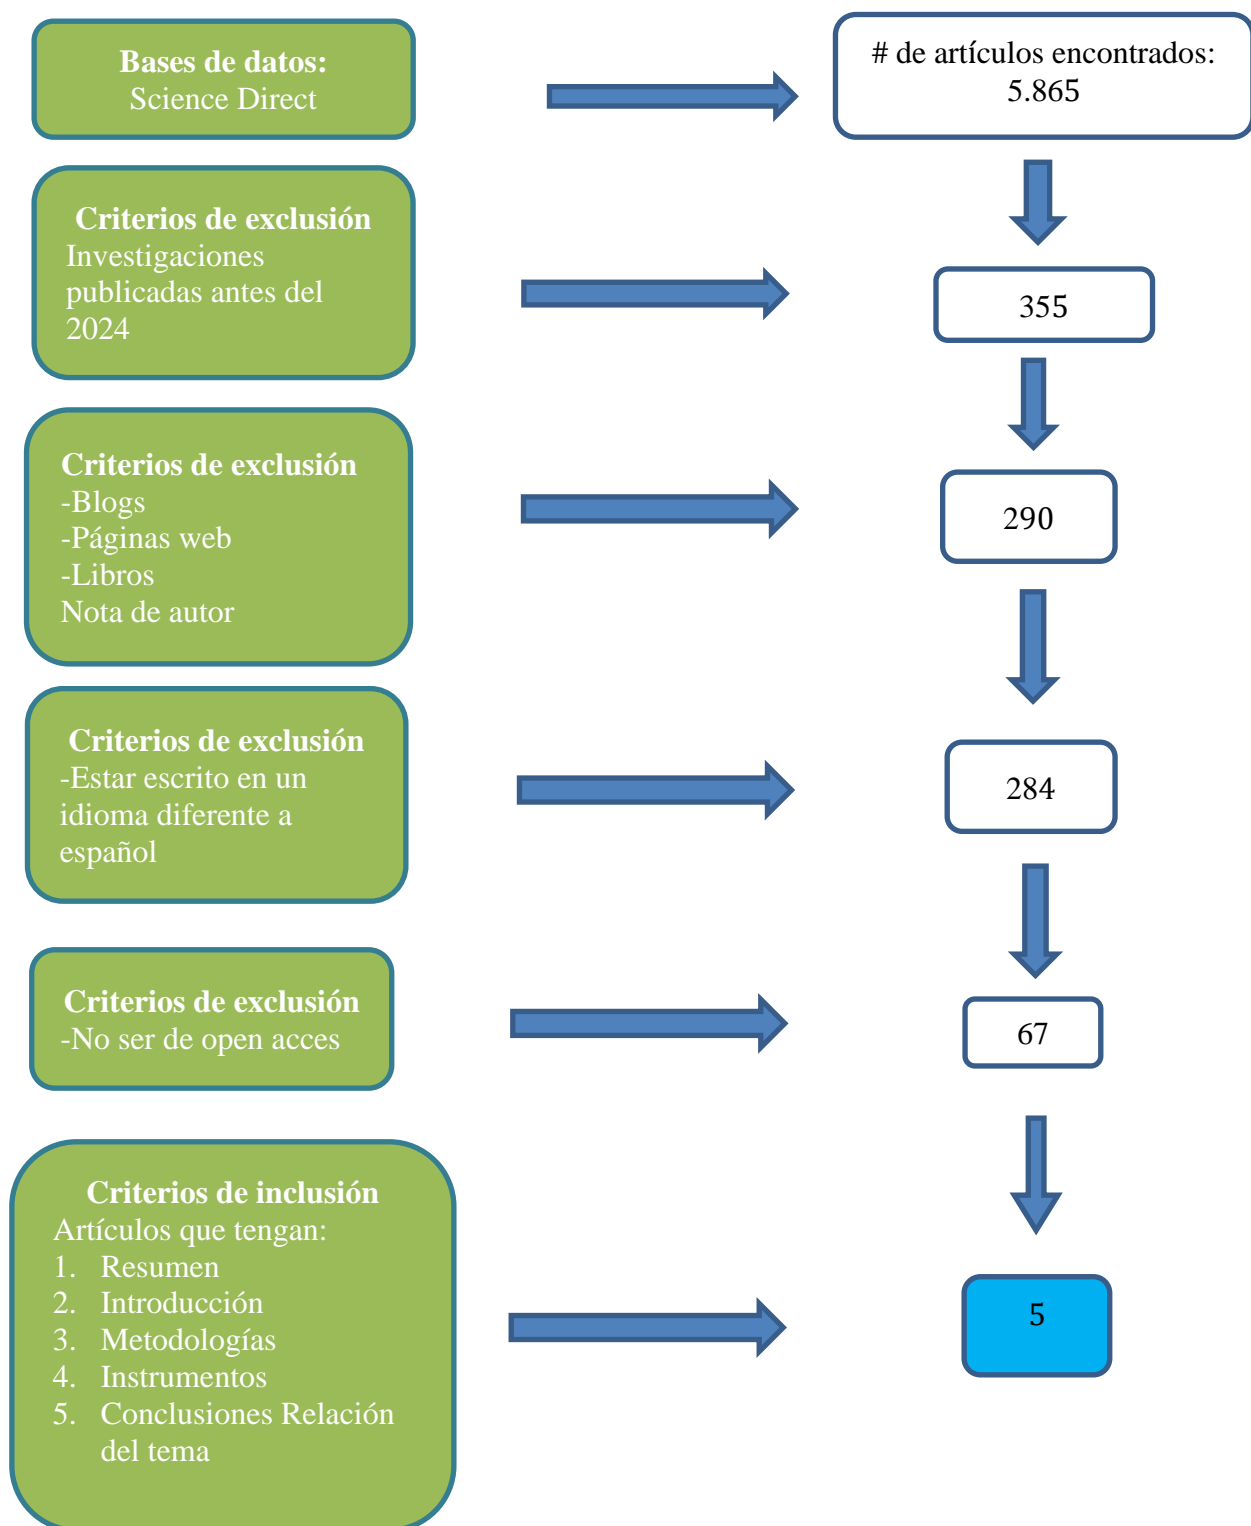 Bases de datos:
Science Direct
# de artículos encontrados:
5.865
Criterios de exclusión
Investigaciones
publicadas antes del
2024
355
Criterios de exclusión
-Blogs
-Páginas web
-Libros
Nota de autor
290
Criterios de exclusión
-Estar escrito en un
idioma diferente a
español
284
Criterios de exclusión
-No ser de open acces
67
Criterios de inclusión
Artículos que tengan:
1. Resumen
2. Introducción
3. Metodologías
4. Instrumentos
5. Conclusiones Relación
del tema
5